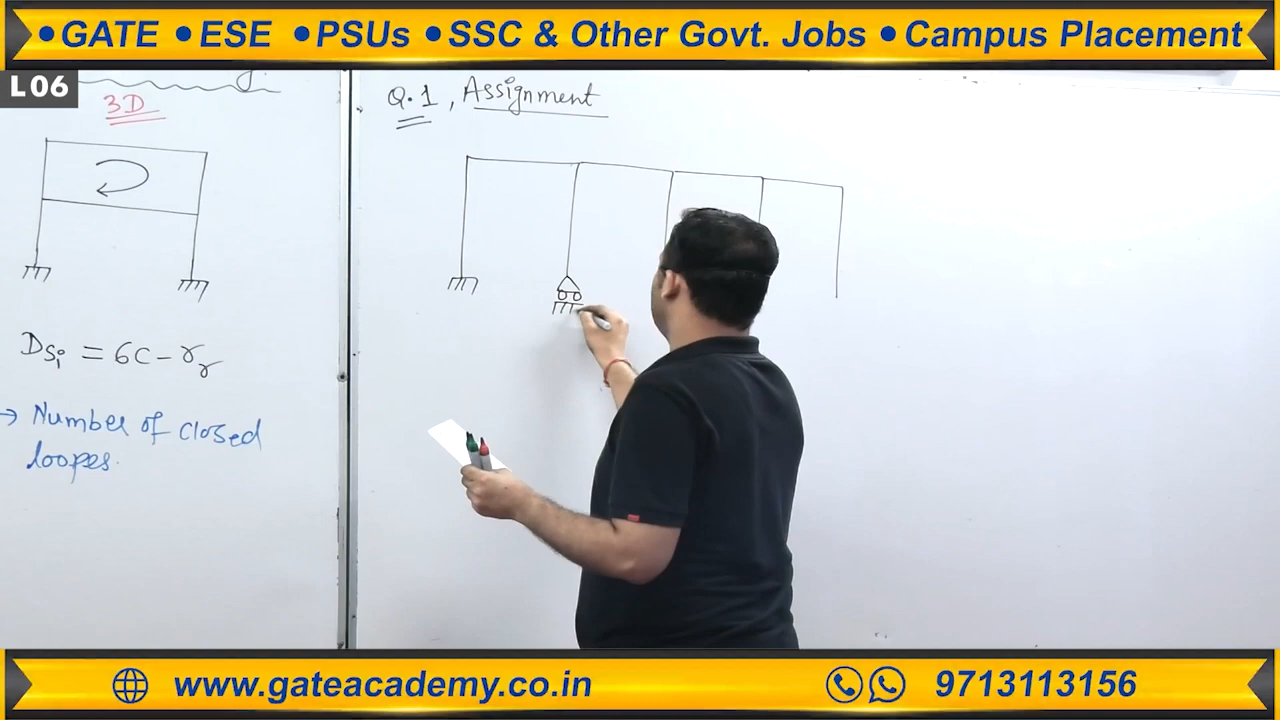 •GATE •ESE •PSUs •SSC & Other Govt. Jobs •Campus Placement
L 06
3D
Dsi = 6C - rr
→ Number of closed
loopes.
Q.1, Assignment
www.gateacademy.co.in
9713113156